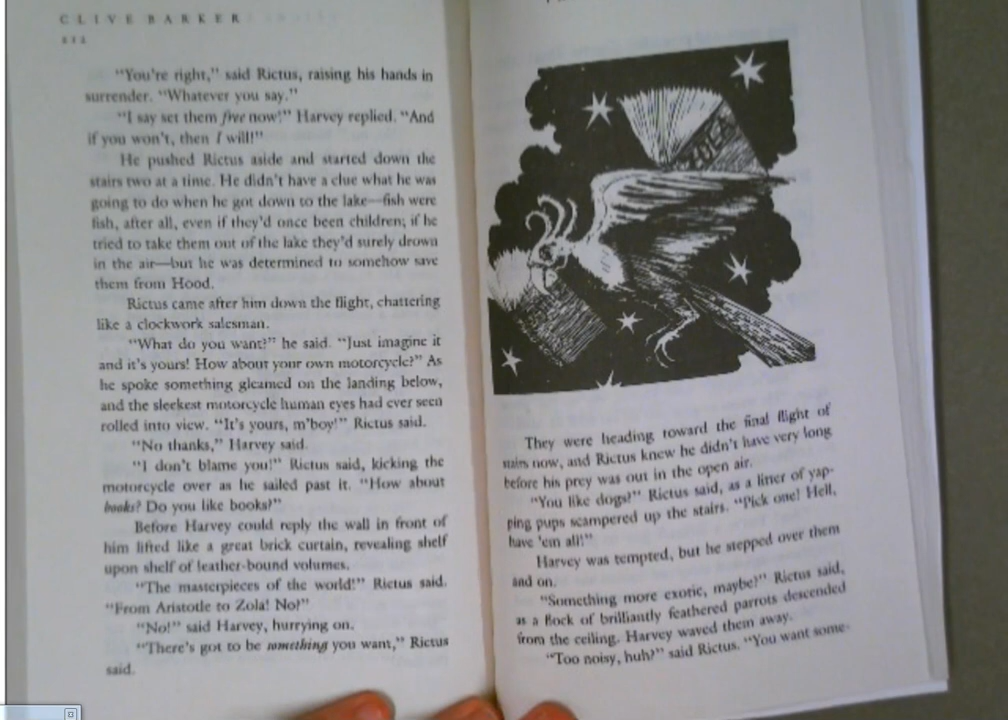 CLIVE BARKER
212
“You're right,” said Rictus, raising his hands in
surrender. “Whatever you say.”
“I say set them free now!” Harvey replied. “And
if you won't, then I will!”
He pushed Rictus aside and started down the
stairs two at a time. He didn't have a clue what he was
going to do when he got down to the lake—fish were
fish, after all, even if they'd once been children; if he
tried to take them out of the lake they'd surely drown
in the air—but he was determined to somehow save
them from Hood.
Rictus came after him down the flight, chattering
like a clockwork salesman.
“What do you want?” he said. “Just imagine it
and it's yours! How about your own motorcycle?” As
he spoke something gleamed on the landing below,
and the sleekest motorcycle human eyes had ever seen
rolled into view. “It's yours, m'boy!” Rictus said.
“No thanks,” Harvey said.
“I don't blame you!” Rictus said, kicking the
motorcycle over as he sailed past it. “How about
books? Do you like books?”
Before Harvey could reply the wall in front of
him lifted like a great brick curtain, revealing shelf
upon shelf of leather-bound volumes.
“The masterpieces of the world!” Rictus said.
“From Aristotle to Zola! No?”
“No!” said Harvey, hurrying on.
“There's got to be something you want,” Rictus
said.
ZOLA
They were heading toward the final flight of
stairs now, and Rictus knew he didn't have very long
before his prey was out in the open air.
“You like dogs?” Rictus said, as a litter of yap-
ping pups scampered up the stairs. “Pick one! Hell,
have 'em all!”
Harvey was tempted, but he stepped over them
and on.
“Something more exotic, maybe?” Rictus said,
as a flock of brilliantly feathered parrots descended
from the ceiling. Harvey waved them away.
“Too noisy, huh?” said Rictus. “You want some-